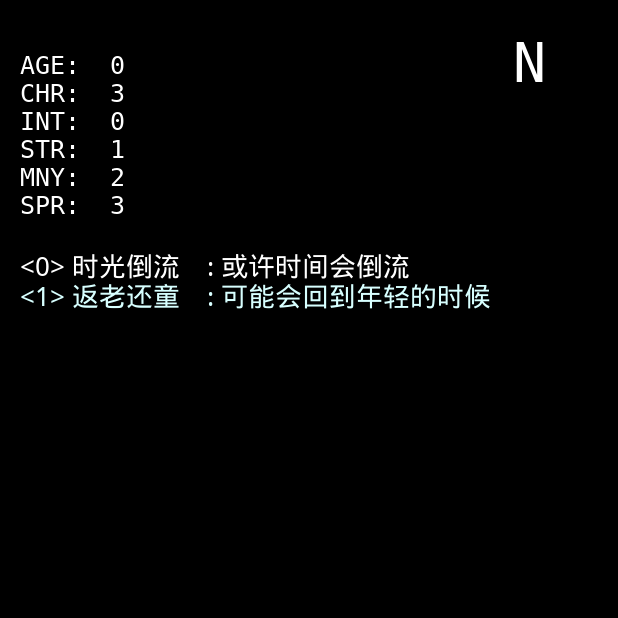 N
AGE: 0
CHR: 3
INT: 0
STR: 1
MNY: 2
SPR: 3
<0> 时光倒流 : 或许时间会倒流
<1> 返老还童 : 可能会回到年轻的时候